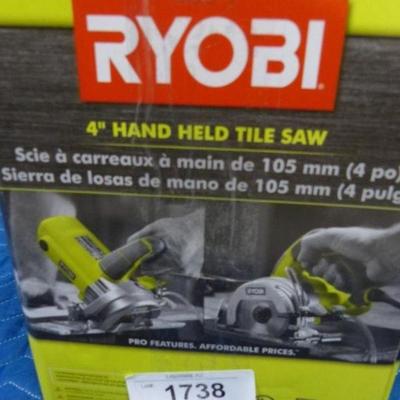 RYOBI
4" HAND HELD TILE SAW
Scie à carreaux à main de 105 mm (4 po)
Sierra de losas de mano de 105 mm (4 pulg
RYOBI
PRO FEATURES. AFFORDABLE PRICES.™
1738